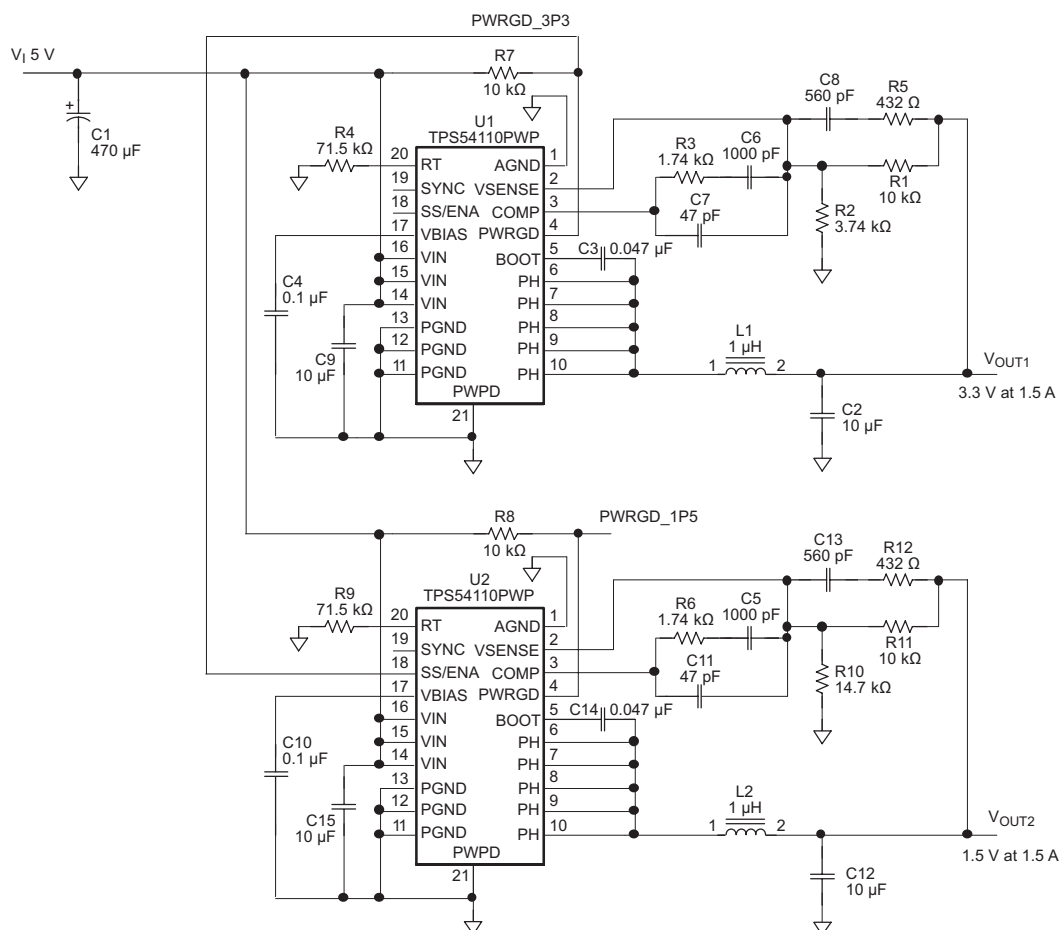 PWRGD_3P3
VI 5 V
R7
10 kΩ
C1
470 µF
+
R4
71.5 kΩ
U1
TPS54110PWP
20 RT AGND 1
19 SYNC VSENSE 2
18 SS/ENA COMP 3
17 VBIAS PWRGD 4
16 VIN BOOT 5
15 VIN PH 6
14 VIN PH 7
13 PGND PH 8
12 PGND PH 9
11 PGND PH 10
PWPD
21
C4
0.1 µF
C9
10 µF
C3 0.047 µF
R3
1.74 kΩ
C6
1000 pF
C7
47 pF
C8
560 pF
R5
432 Ω
R1
10 kΩ
R2
3.74 kΩ
L1
1 µH
1 2
C2
10 µF
VOUT1
3.3 V at 1.5 A
R8
10 kΩ
PWRGD_1P5
R9
71.5 kΩ
U2
TPS54110PWP
20 RT AGND 1
19 SYNC VSENSE 2
18 SS/ENA COMP 3
17 VBIAS PWRGD 4
16 VIN BOOT 5
15 VIN PH 6
14 VIN PH 7
13 PGND PH 8
12 PGND PH 9
11 PGND PH 10
PWPD
21
C10
0.1 µF
C15
10 µF
C14 0.047 µF
R6
1.74 kΩ
C5
1000 pF
C11
47 pF
C13
560 pF
R12
432 Ω
R11
10 kΩ
R10
14.7 kΩ
L2
1 µH
1 2
C12
10 µF
VOUT2
1.5 V at 1.5 A